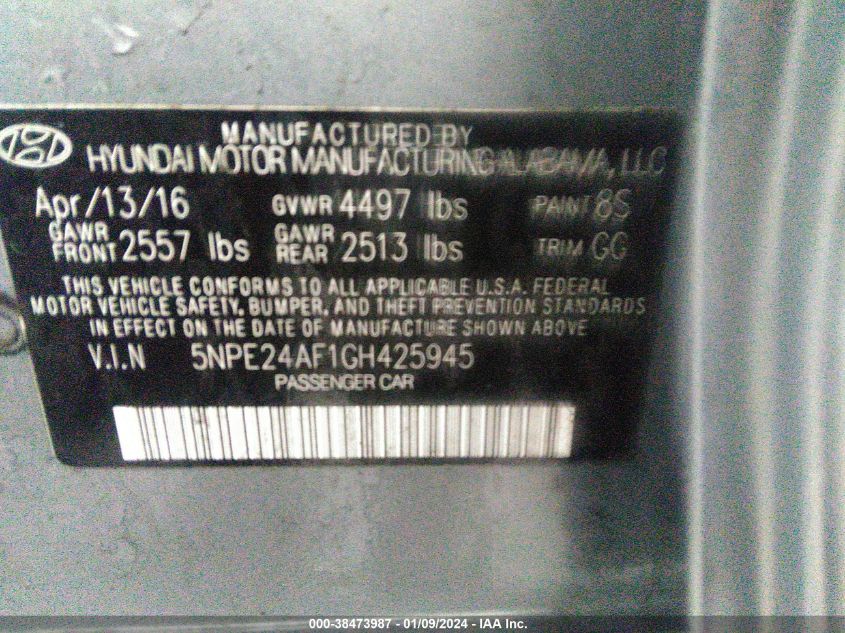 MANUFACTURED BY
HYUNDAI MOTOR MANUFACTURING ALABAMA, LLC
Apr/13/16 GVWR 4497 lbs PAINT 8S
GAWR FRONT 2557 lbs GAWR REAR 2513 lbs TRIM GG
THIS VEHICLE CONFORMS TO ALL APPLICABLE U.S.A. FEDERAL
MOTOR VEHICLE SAFETY, BUMPER, AND THEFT PREVENTION STANDARDS
IN EFFECT ON THE DATE OF MANUFACTURE SHOWN ABOVE
V.I.N 5NPE24AF1GH425945
PASSENGER CAR
000-38473987 - 01/09/2024 - IAA Inc.